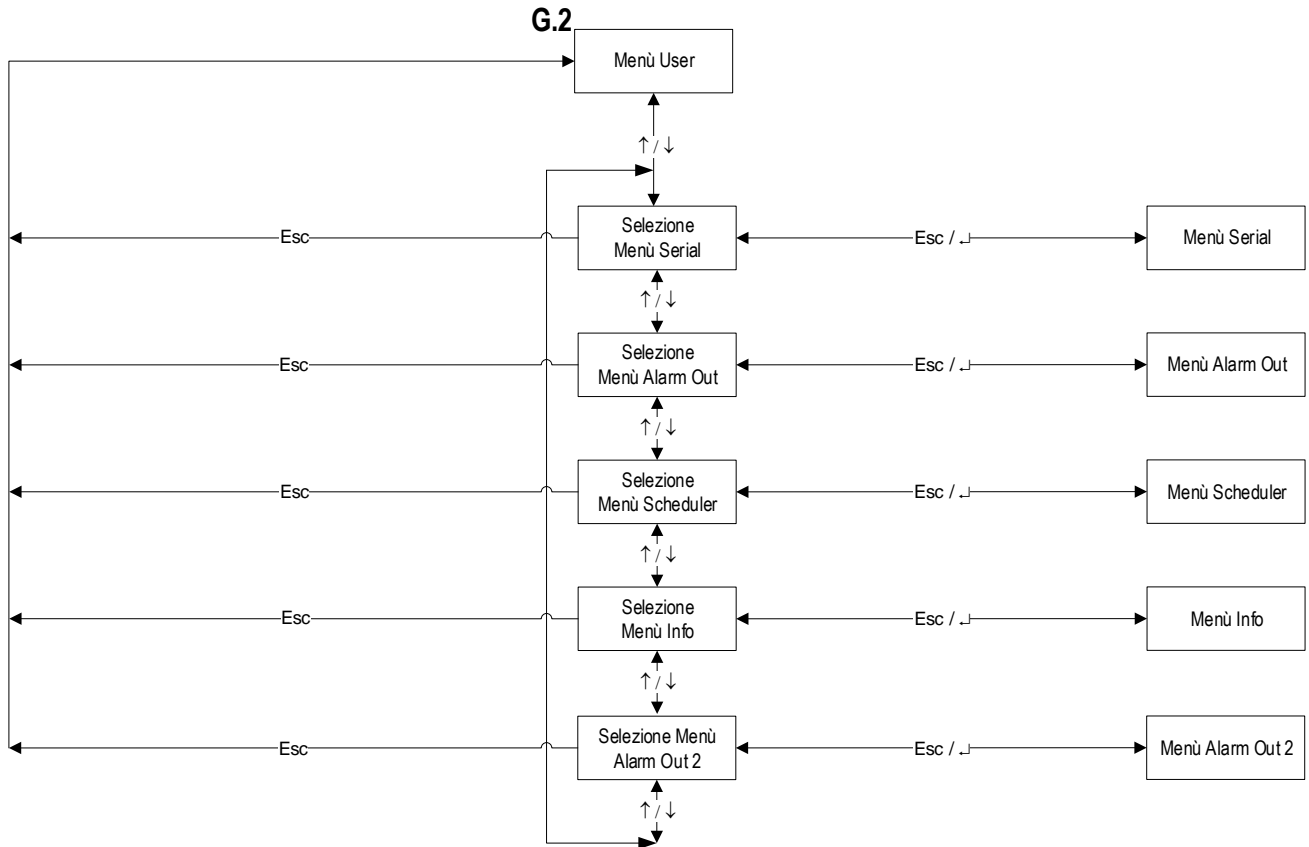 G.2
Menù User
↑ / ↓
Selezione
Menù Serial
Esc
Esc / ↵
Menù Serial
↑ / ↓
Selezione
Menù Alarm Out
Esc
Esc / ↵
Menù Alarm Out
↑ / ↓
Selezione
Menù Scheduler
Esc
Esc / ↵
Menù Scheduler
↑ / ↓
Selezione
Menù Info
Esc
Esc / ↵
Menù Info
↑ / ↓
Selezione Menù
Alarm Out 2
Esc
Esc / ↵
Menù Alarm Out 2
↑ / ↓